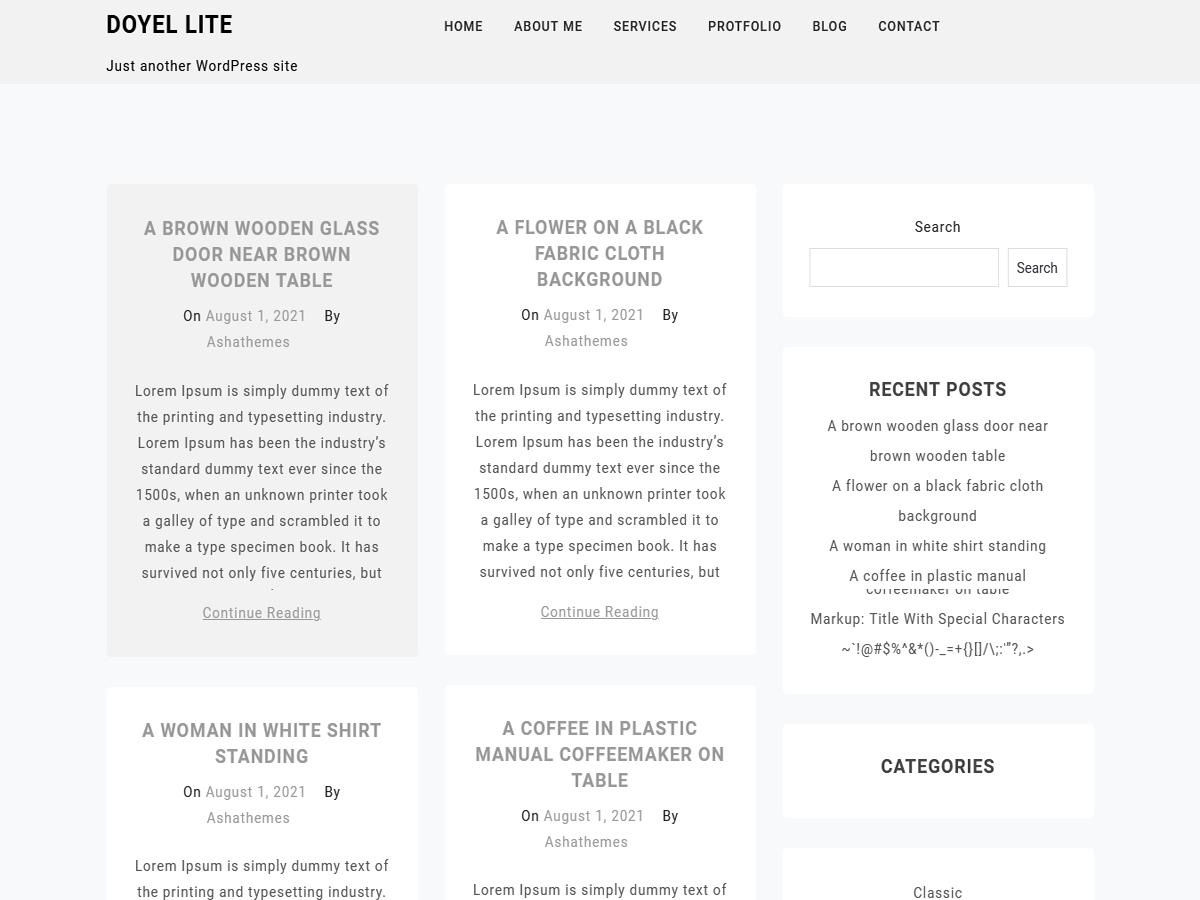 DOYEL LITE
Just another WordPress site
HOME ABOUT ME SERVICES PROTFOLIO BLOG CONTACT
A BROWN WOODEN GLASS
DOOR NEAR BROWN
WOODEN TABLE
On August 1, 2021 By
Ashathemes
Lorem Ipsum is simply dummy text of
the printing and typesetting industry.
Lorem Ipsum has been the industry’s
standard dummy text ever since the
1500s, when an unknown printer took
a galley of type and scrambled it to
make a type specimen book. It has
survived not only five centuries, but
Continue Reading
A FLOWER ON A BLACK
FABRIC CLOTH
BACKGROUND
On August 1, 2021 By
Ashathemes
Lorem Ipsum is simply dummy text of
the printing and typesetting industry.
Lorem Ipsum has been the industry’s
standard dummy text ever since the
1500s, when an unknown printer took
a galley of type and scrambled it to
make a type specimen book. It has
survived not only five centuries, but
Continue Reading
A WOMAN IN WHITE SHIRT
STANDING
On August 1, 2021 By
Ashathemes
Lorem Ipsum is simply dummy text of
the printing and typesetting industry.
A COFFEE IN PLASTIC
MANUAL COFFEEMAKER ON
TABLE
On August 1, 2021 By
Ashathemes
Lorem Ipsum is simply dummy text of
Search
Search
RECENT POSTS
A brown wooden glass door near
brown wooden table
A flower on a black fabric cloth
background
A woman in white shirt standing
A coffee in plastic manual
coffeemaker on table
Markup: Title With Special Characters
~`!@#$%^&*()-_=+{}[]/\;:'"?,.>
CATEGORIES
Classic